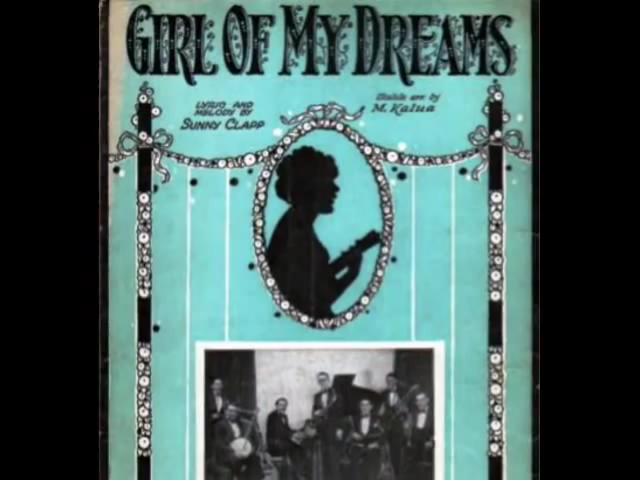 GIRL OF MY DREAMS
LYRIC AND
MELODY BY
SUNNY CLAPP
Ukulele arr. by
M. Kalua